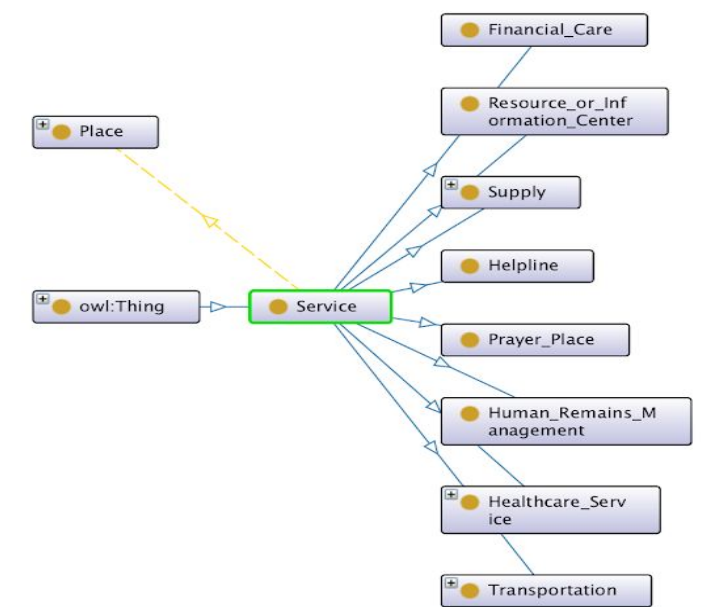 Financial_Care
Resource_or_Inf
ormation_Center
Place
Supply
Helpline
owl:Thing
Service
Prayer_Place
Human_Remains_M
anagement
Healthcare_Serv
ice
Transportation